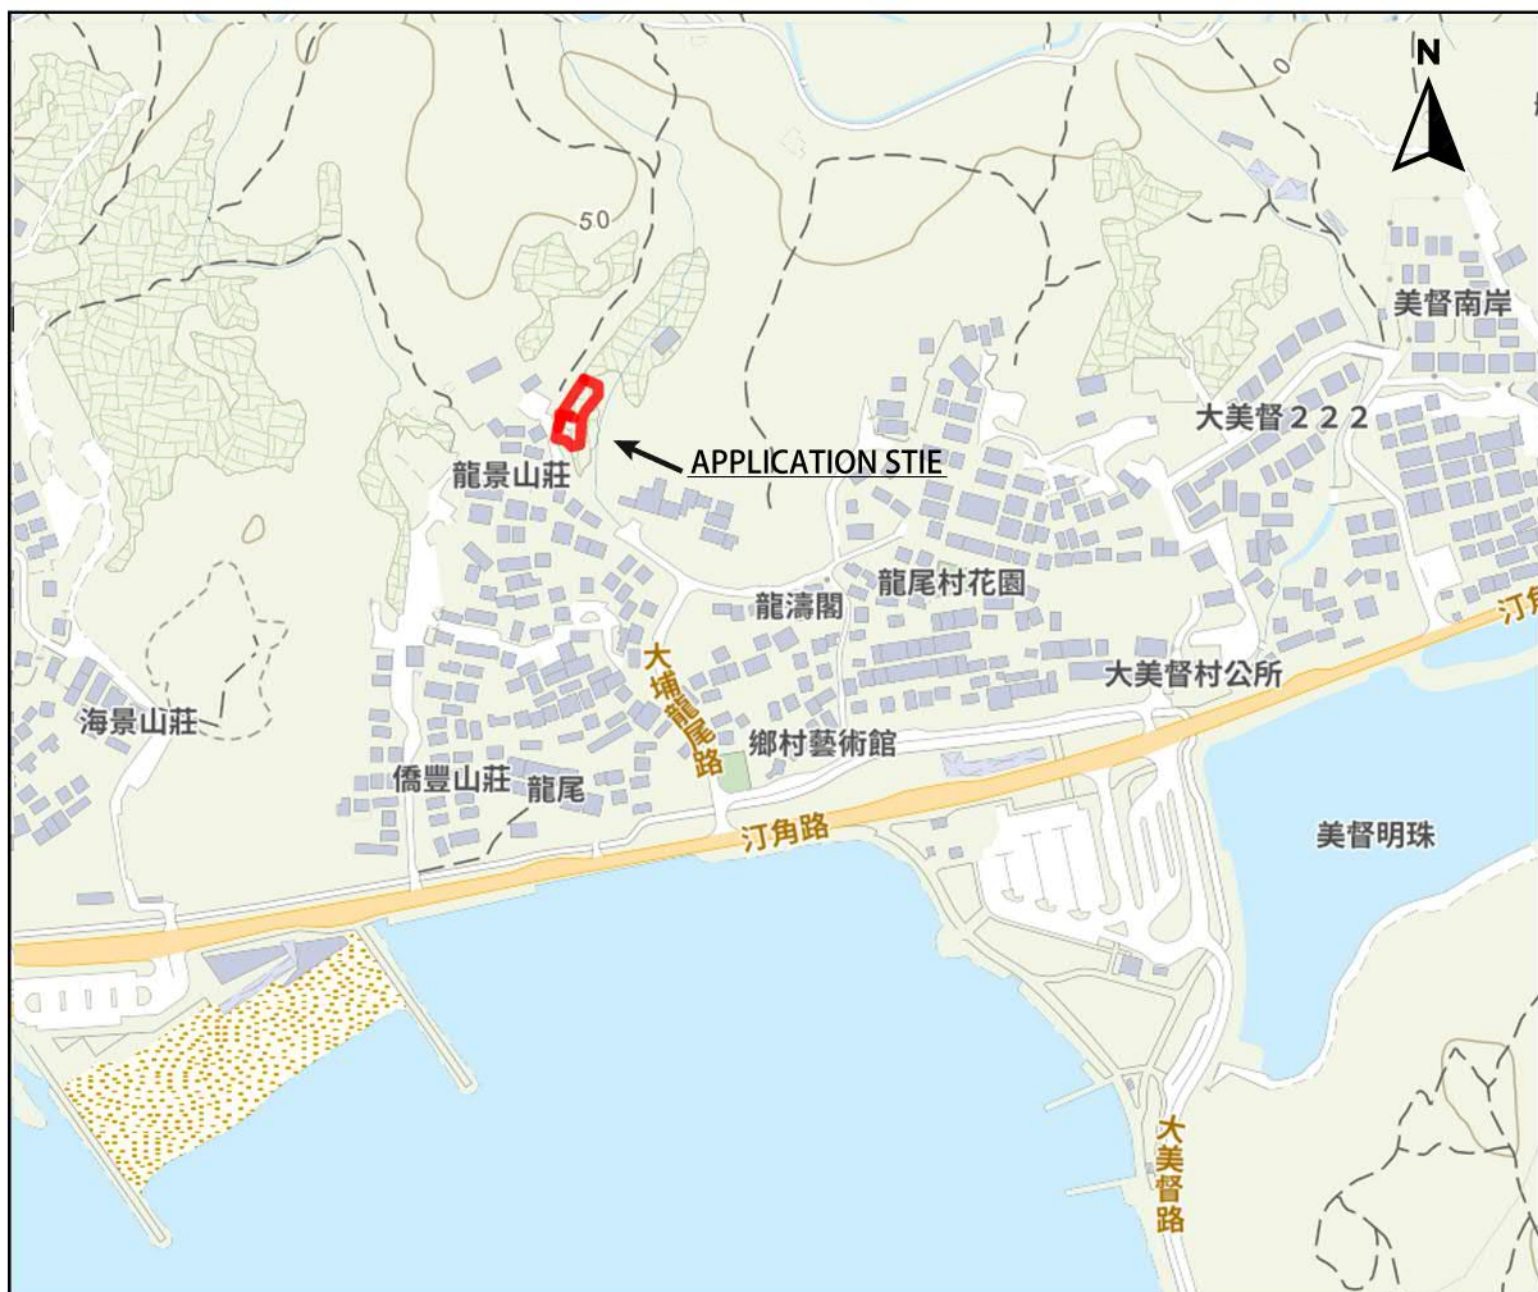 N
0
50
美督南岸
大美督222
龍景山莊
APPLICATION STIE
龍尾村花園
龍濤閣
汀角
大埔龍尾路
大美督村公所
海景山莊
鄉村藝術館
僑豐山莊
龍尾
汀角路
美督明珠
大美督路